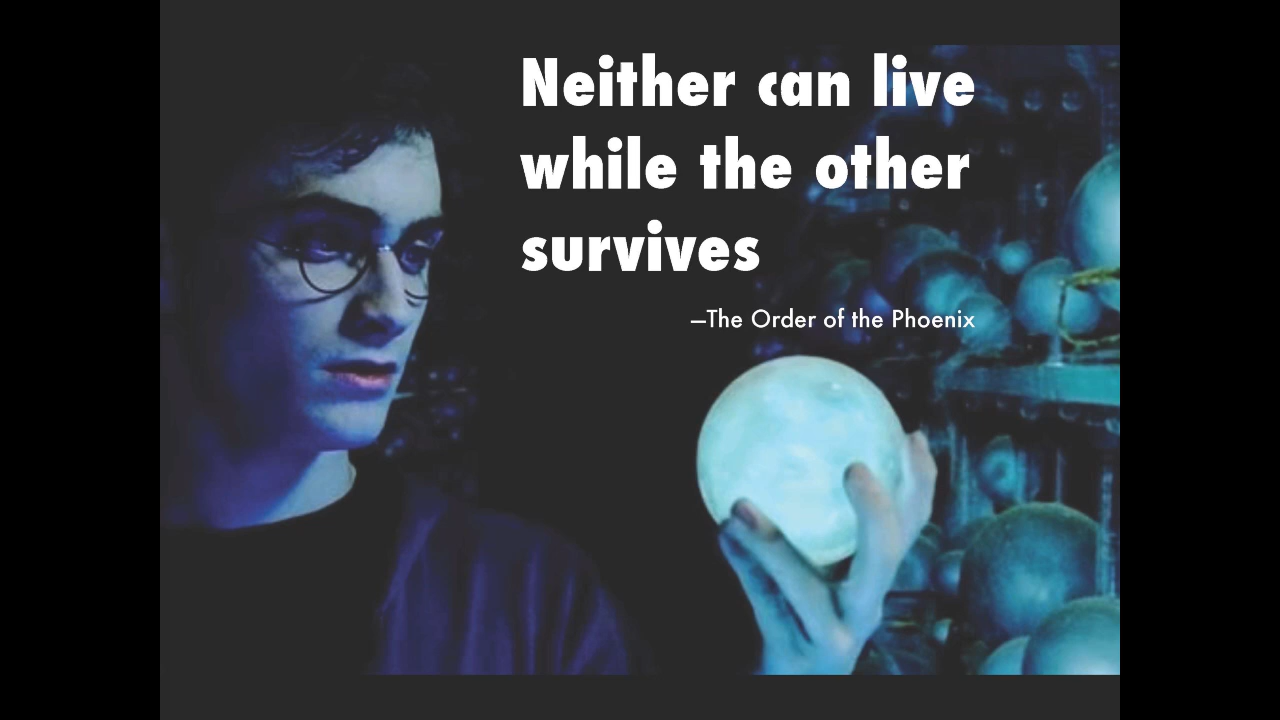 Neither can live
while the other
survives
—The Order of the Phoenix